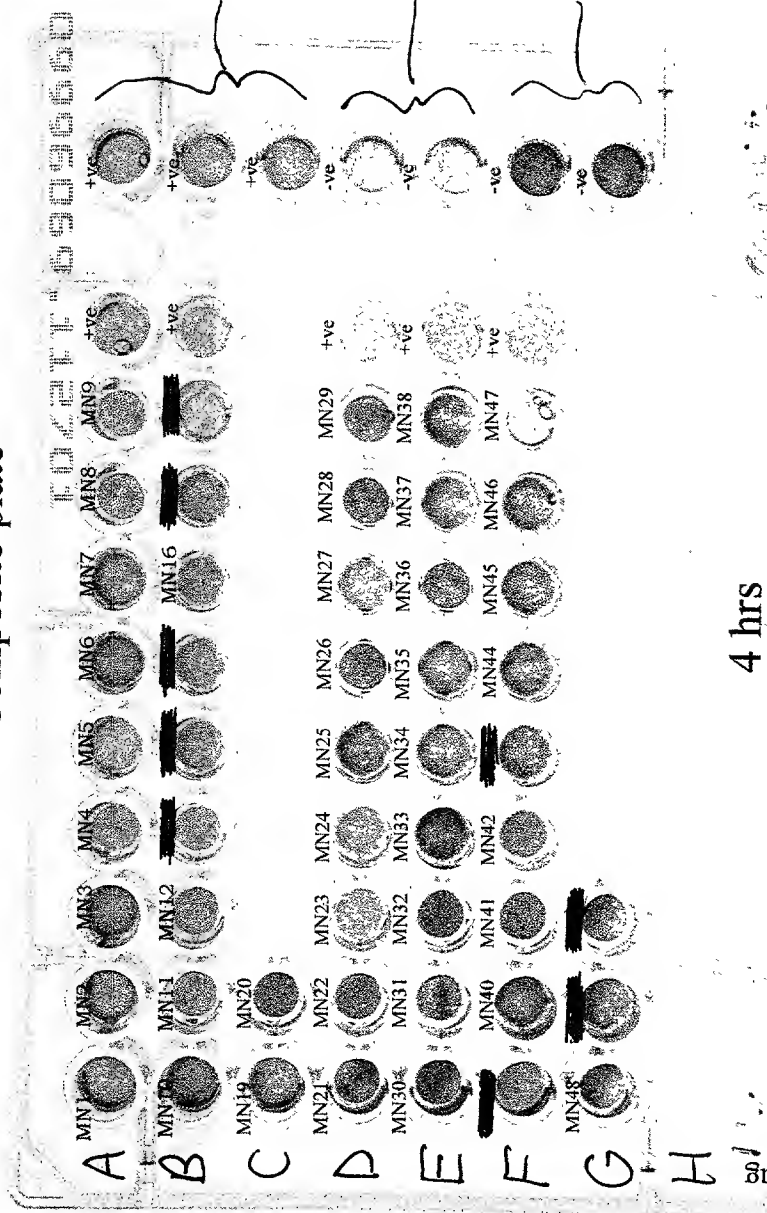 Composite plate
MN1 MN2 MN3 MN4 MN5 MN6 MN7 MN8 MN9 +ve +ve
A
MN10 MN11 MN12 MN16 +ve +ve
B
MN19 MN20 +ve
C
MN21 MN22 MN23 MN24 MN25 MN26 MN27 MN28 MN29 +ve -ve
D
MN30 MN31 MN32 MN33 MN34 MN35 MN36 MN37 MN38 +ve -ve
E
MN40 MN41 MN42 MN44 MN45 MN46 MN47 +ve -ve
F
MN48 -ve
G
H
4 hrs